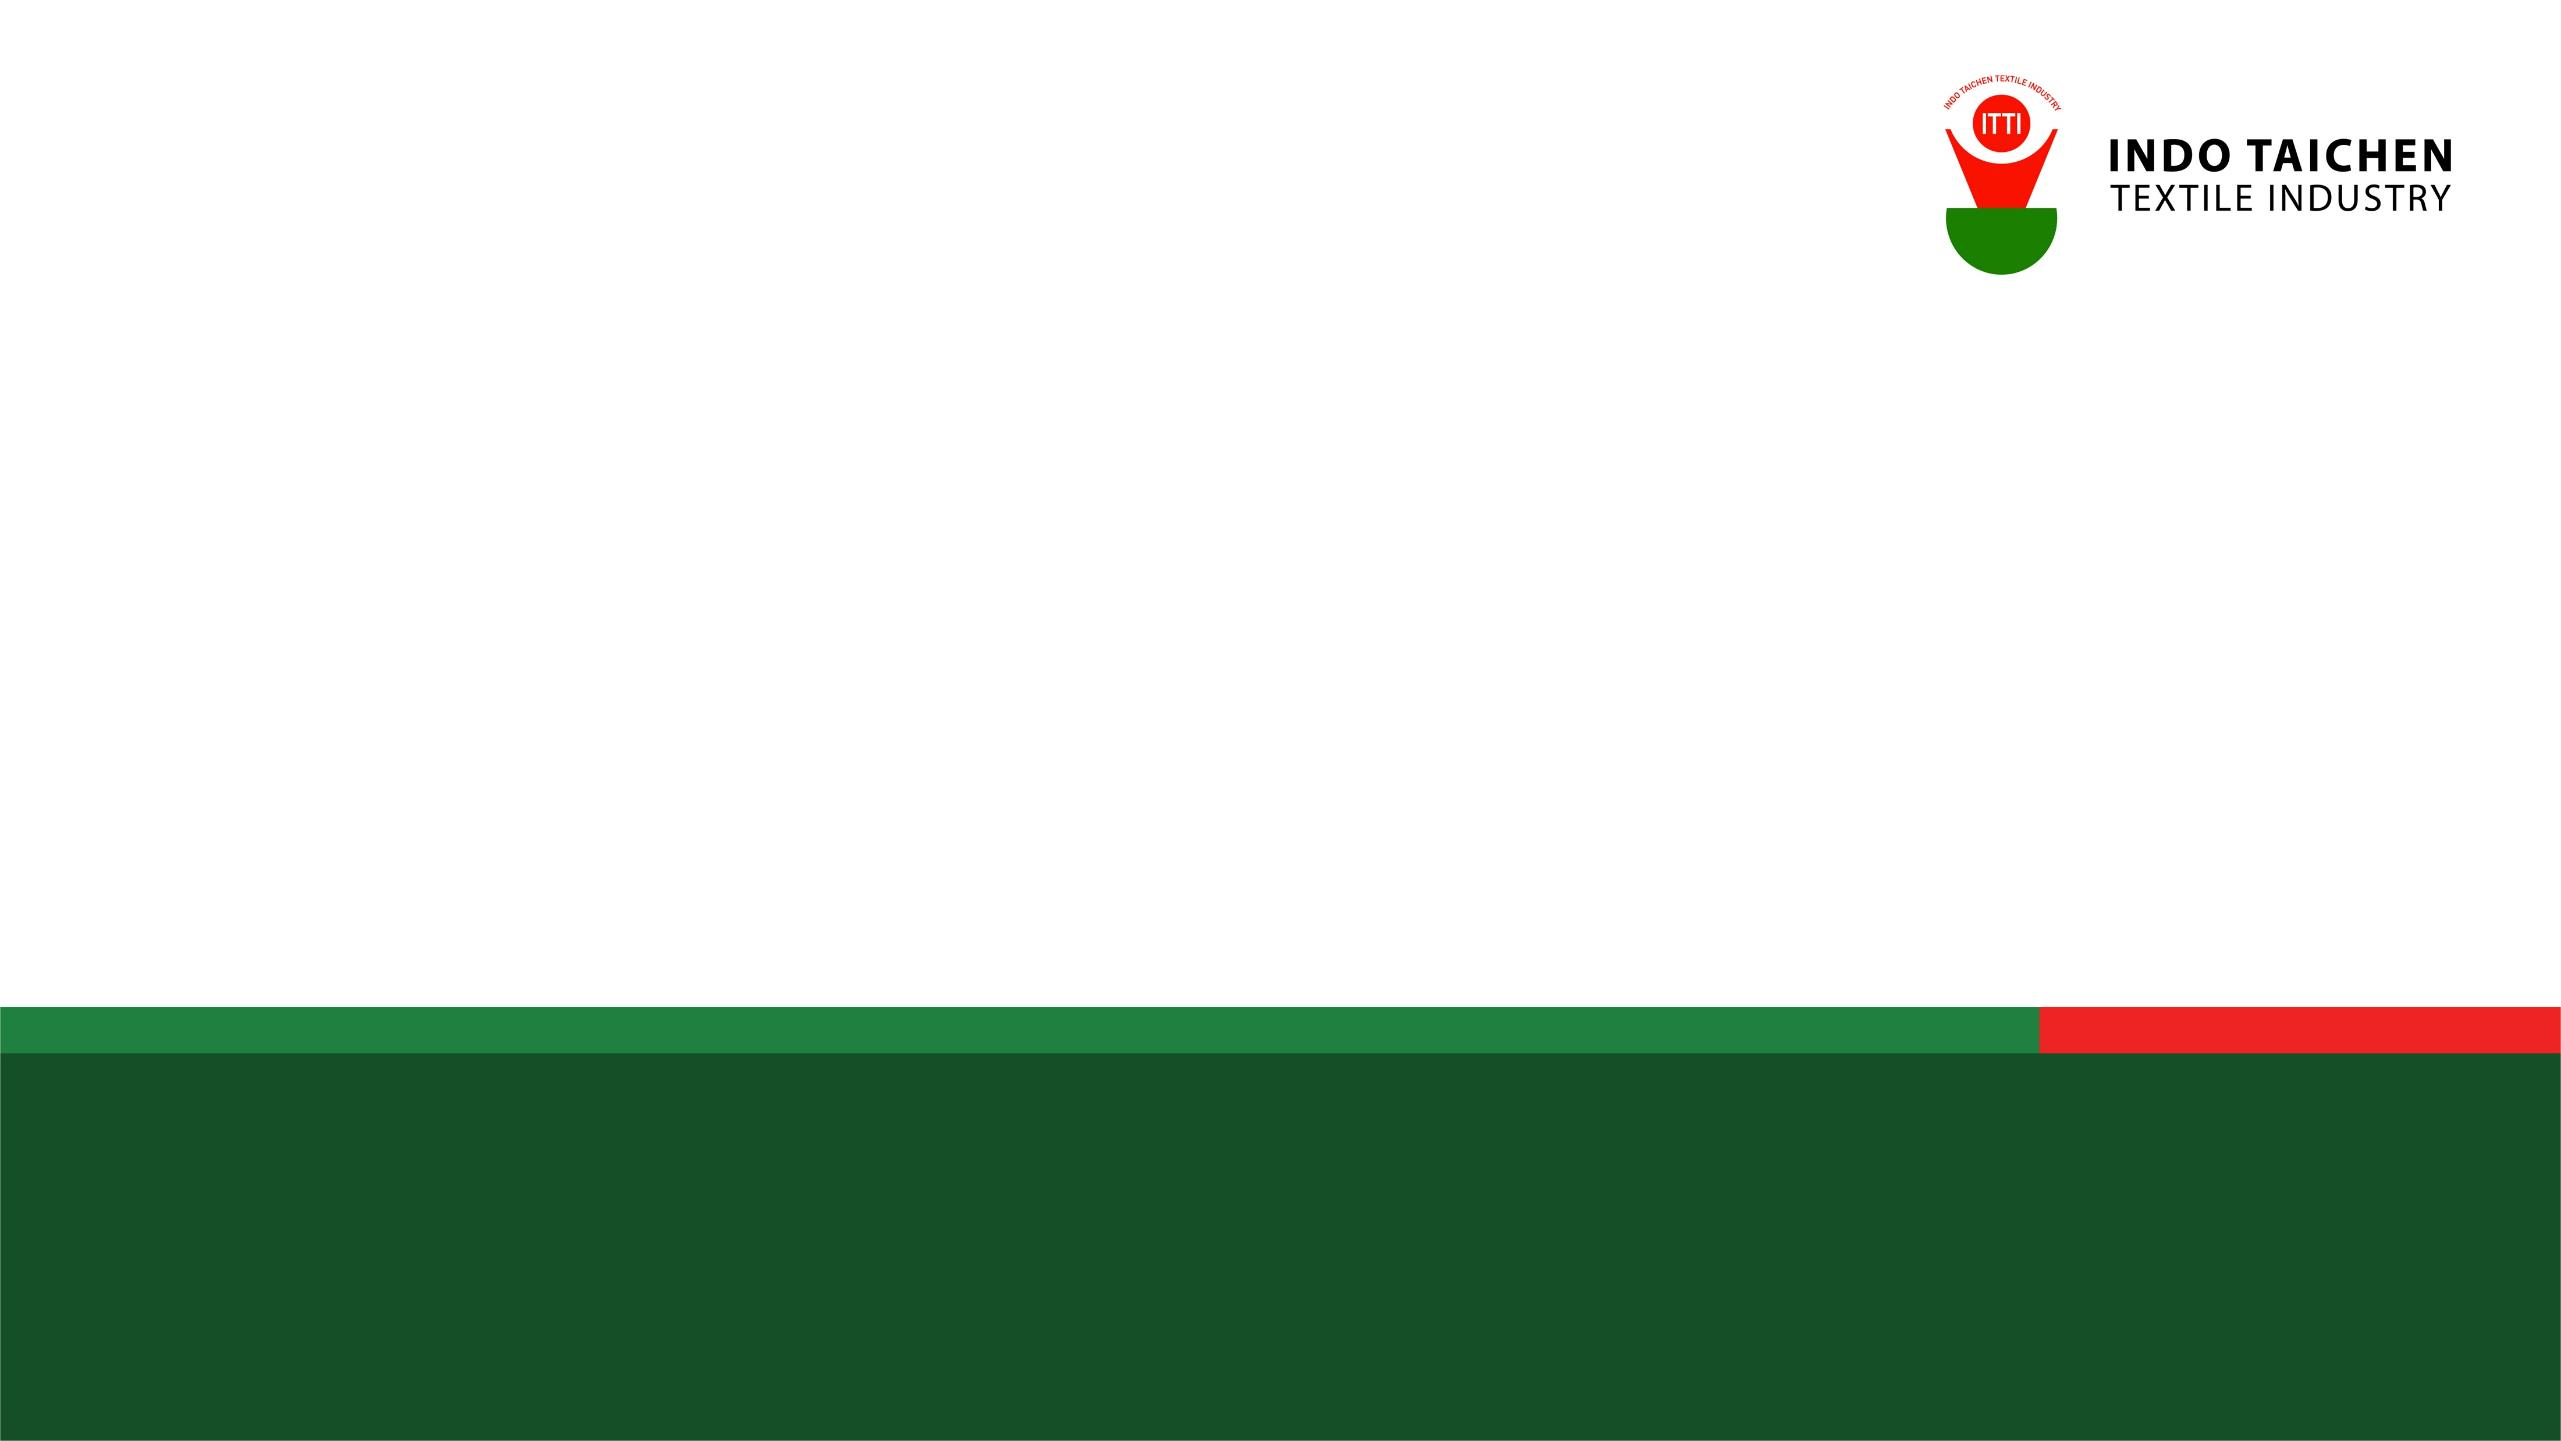 INDO TAICHEN TEXTILE INDUSTRY
ITTI
INDO TAICHEN
TEXTILE INDUSTRY